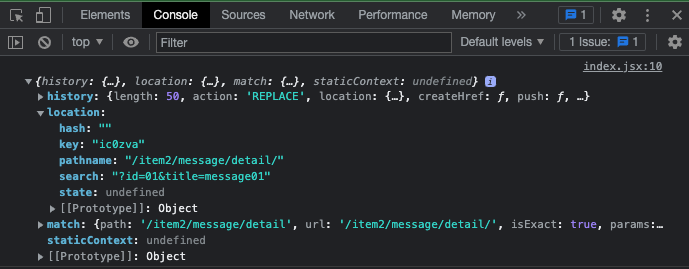 Elements Console Sources Network Performance Memory » 1
top Filter Default levels 1 Issue: 1
index.jsx:10
{history: {…}, location: {…}, match: {…}, staticContext: undefined} i
history: {length: 50, action: 'REPLACE', location: {…}, createHref: ƒ, push: ƒ, …}
location:
hash: ""
key: "ic0zva"
pathname: "/item2/message/detail/"
search: "?id=01&title=message01"
state: undefined
[[Prototype]]: Object
match: {path: '/item2/message/detail', url: '/item2/message/detail/', isExact: true, params:…
staticContext: undefined
[[Prototype]]: Object